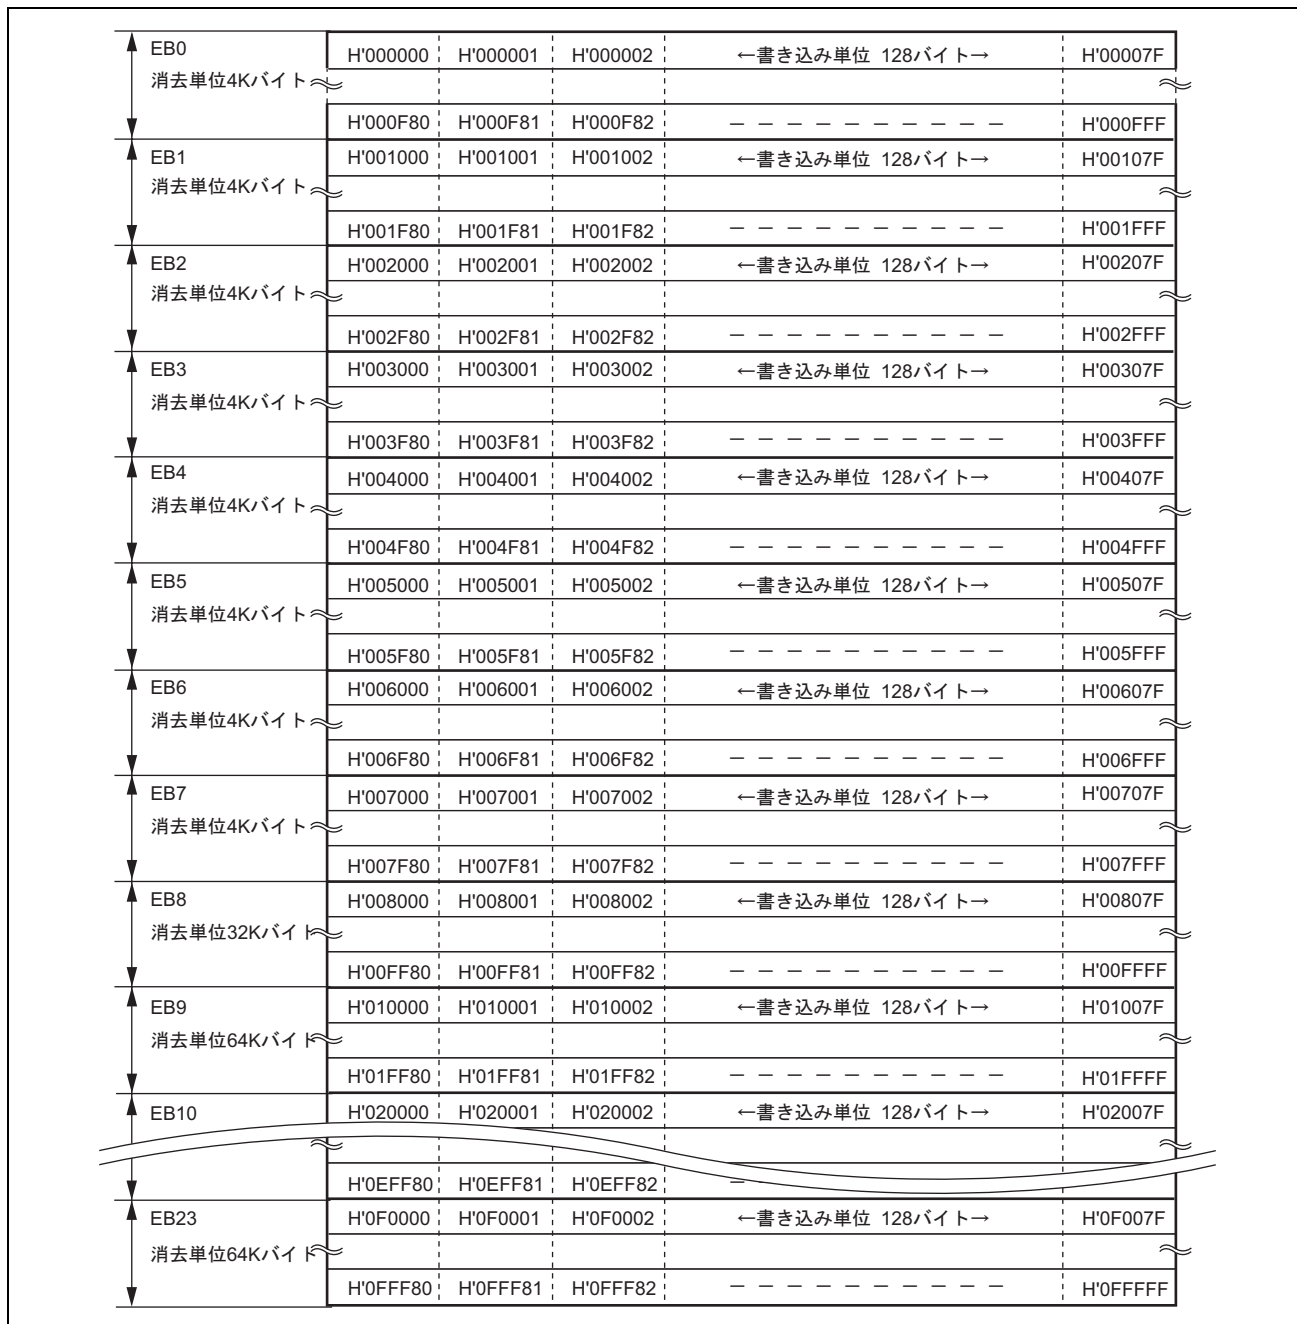 EB0 H'000000 H'000001 H'000002 ←書き込み単位 128バイト→ H'00007F
消去単位4Kバイト
H'000F80 H'000F81 H'000F82 － － － － － － － － － － H'000FFF
EB1 H'001000 H'001001 H'001002 ←書き込み単位 128バイト→ H'00107F
消去単位4Kバイト
H'001F80 H'001F81 H'001F82 － － － － － － － － － － H'001FFF
EB2 H'002000 H'002001 H'002002 ←書き込み単位 128バイト→ H'00207F
消去単位4Kバイト
H'002F80 H'002F81 H'002F82 － － － － － － － － － － H'002FFF
EB3 H'003000 H'003001 H'003002 ←書き込み単位 128バイト→ H'00307F
消去単位4Kバイト
H'003F80 H'003F81 H'003F82 － － － － － － － － － － H'003FFF
EB4 H'004000 H'004001 H'004002 ←書き込み単位 128バイト→ H'00407F
消去単位4Kバイト
H'004F80 H'004F81 H'004F82 － － － － － － － － － － H'004FFF
EB5 H'005000 H'005001 H'005002 ←書き込み単位 128バイト→ H'00507F
消去単位4Kバイト
H'005F80 H'005F81 H'005F82 － － － － － － － － － － H'005FFF
EB6 H'006000 H'006001 H'006002 ←書き込み単位 128バイト→ H'00607F
消去単位4Kバイト
H'006F80 H'006F81 H'006F82 － － － － － － － － － － H'006FFF
EB7 H'007000 H'007001 H'007002 ←書き込み単位 128バイト→ H'00707F
消去単位4Kバイト
H'007F80 H'007F81 H'007F82 － － － － － － － － － － H'007FFF
EB8 H'008000 H'008001 H'008002 ←書き込み単位 128バイト→ H'00807F
消去単位32Kバイト
H'00FF80 H'00FF81 H'00FF82 － － － － － － － － － － H'00FFFF
EB9 H'010000 H'010001 H'010002 ←書き込み単位 128バイト→ H'01007F
消去単位64Kバイト
H'01FF80 H'01FF81 H'01FF82 － － － － － － － － － － H'01FFFF
EB10 H'020000 H'020001 H'020002 ←書き込み単位 128バイト→ H'02007F
H'0EFF80 H'0EFF81 H'0EFF82 －
EB23 H'0F0000 H'0F0001 H'0F0002 ←書き込み単位 128バイト→ H'0F007F
消去単位64Kバイト
H'0FFF80 H'0FFF81 H'0FFF82 － － － － － － － － － － H'0FFFFF